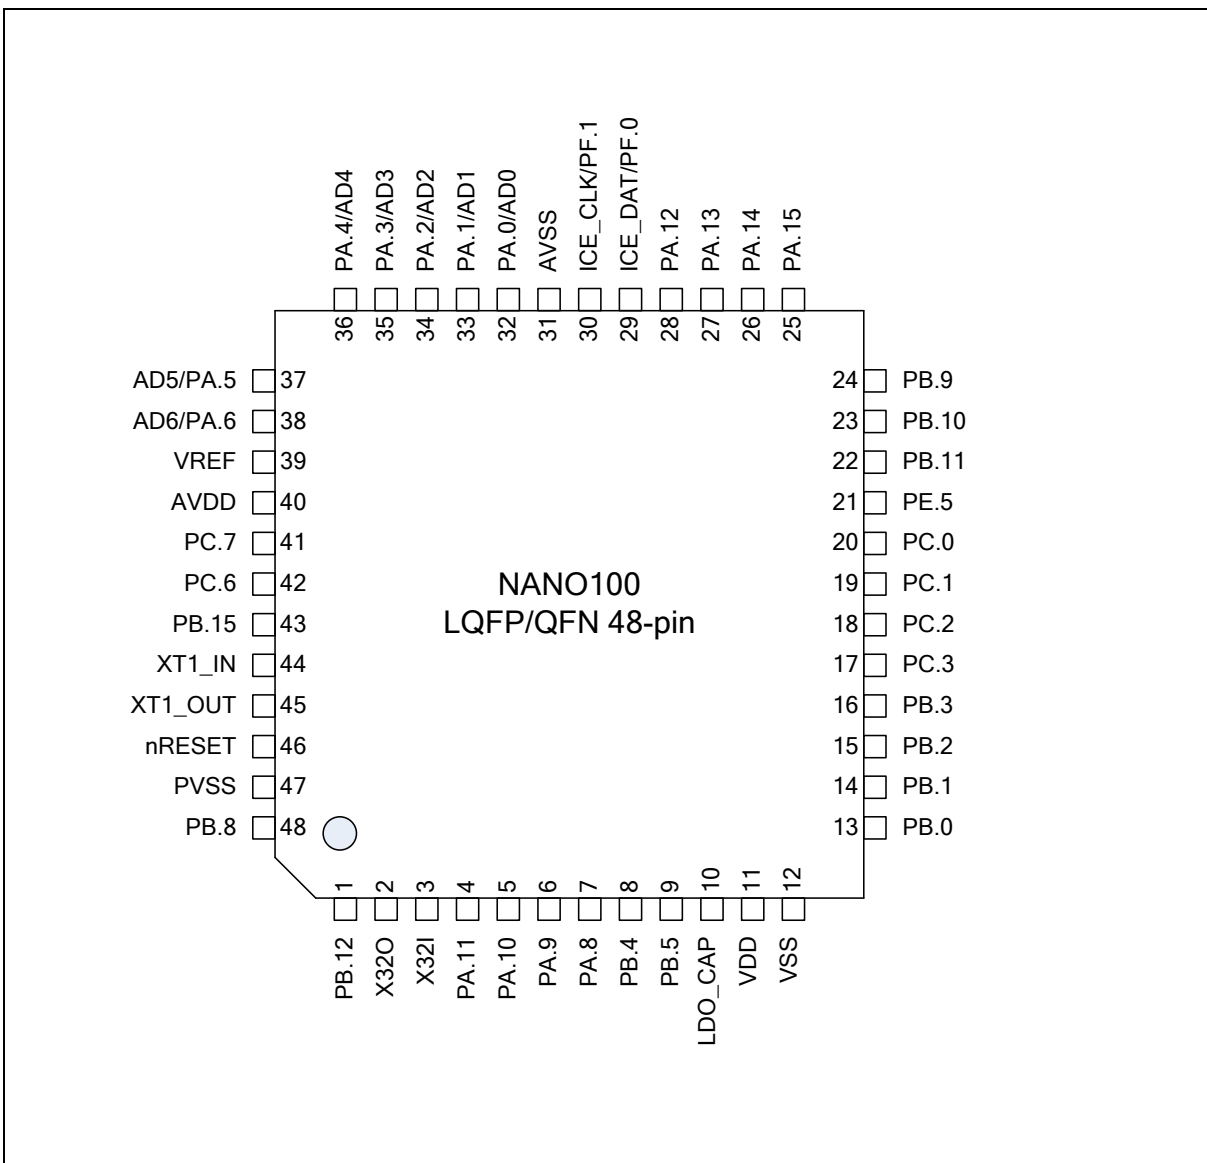 PA.4/AD4
PA.3/AD3
PA.2/AD2
PA.1/AD1
PA.0/AD0
AVSS
ICE_CLK/PF.1
ICE_DAT/PF.0
PA.12
PA.13
PA.14
PA.15
36
35
34
33
32
31
30
29
28
27
26
25
AD5/PA.5 37
AD6/PA.6 38
VREF 39
AVDD 40
PC.7 41
PC.6 42
PB.15 43
XT1_IN 44
XT1_OUT 45
nRESET 46
PVSS 47
PB.8 48
NANO100
LQFP/QFN 48-pin
24 PB.9
23 PB.10
22 PB.11
21 PE.5
20 PC.0
19 PC.1
18 PC.2
17 PC.3
16 PB.3
15 PB.2
14 PB.1
13 PB.0
1
2
3
4
5
6
7
8
9
10
11
12
PB.12
X32O
X32I
PA.11
PA.10
PA.9
PA.8
PB.4
PB.5
LDO_CAP
VDD
VSS